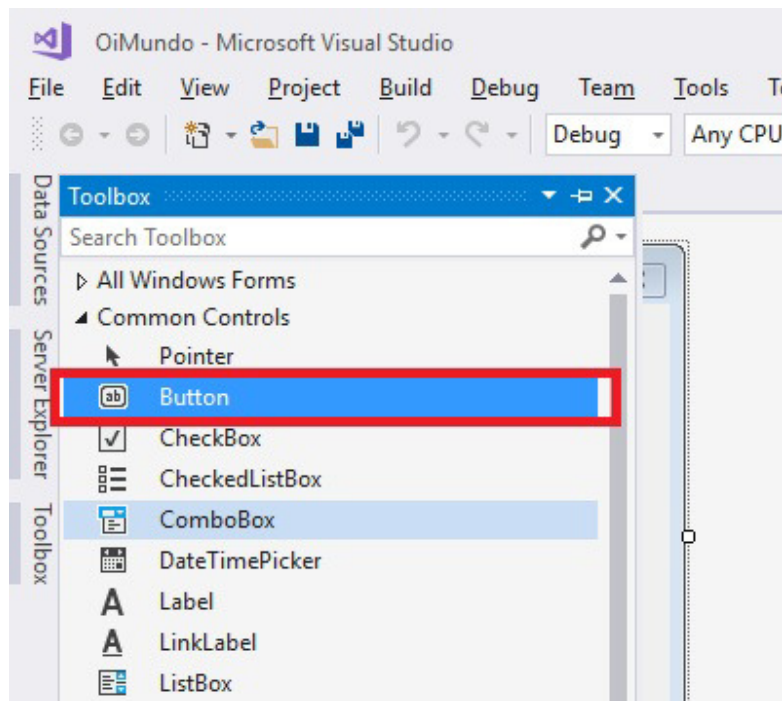 OiMundo - Microsoft Visual Studio
File Edit View Project Build Debug Team Tools
Debug Any CPU
Toolbox
Search Toolbox
All Windows Forms
Common Controls
Pointer
ab Button
CheckBox
CheckedListBox
ComboBox
DateTimePicker
A Label
A LinkLabel
ListBox
Data Sources
Server Explorer
Toolbox